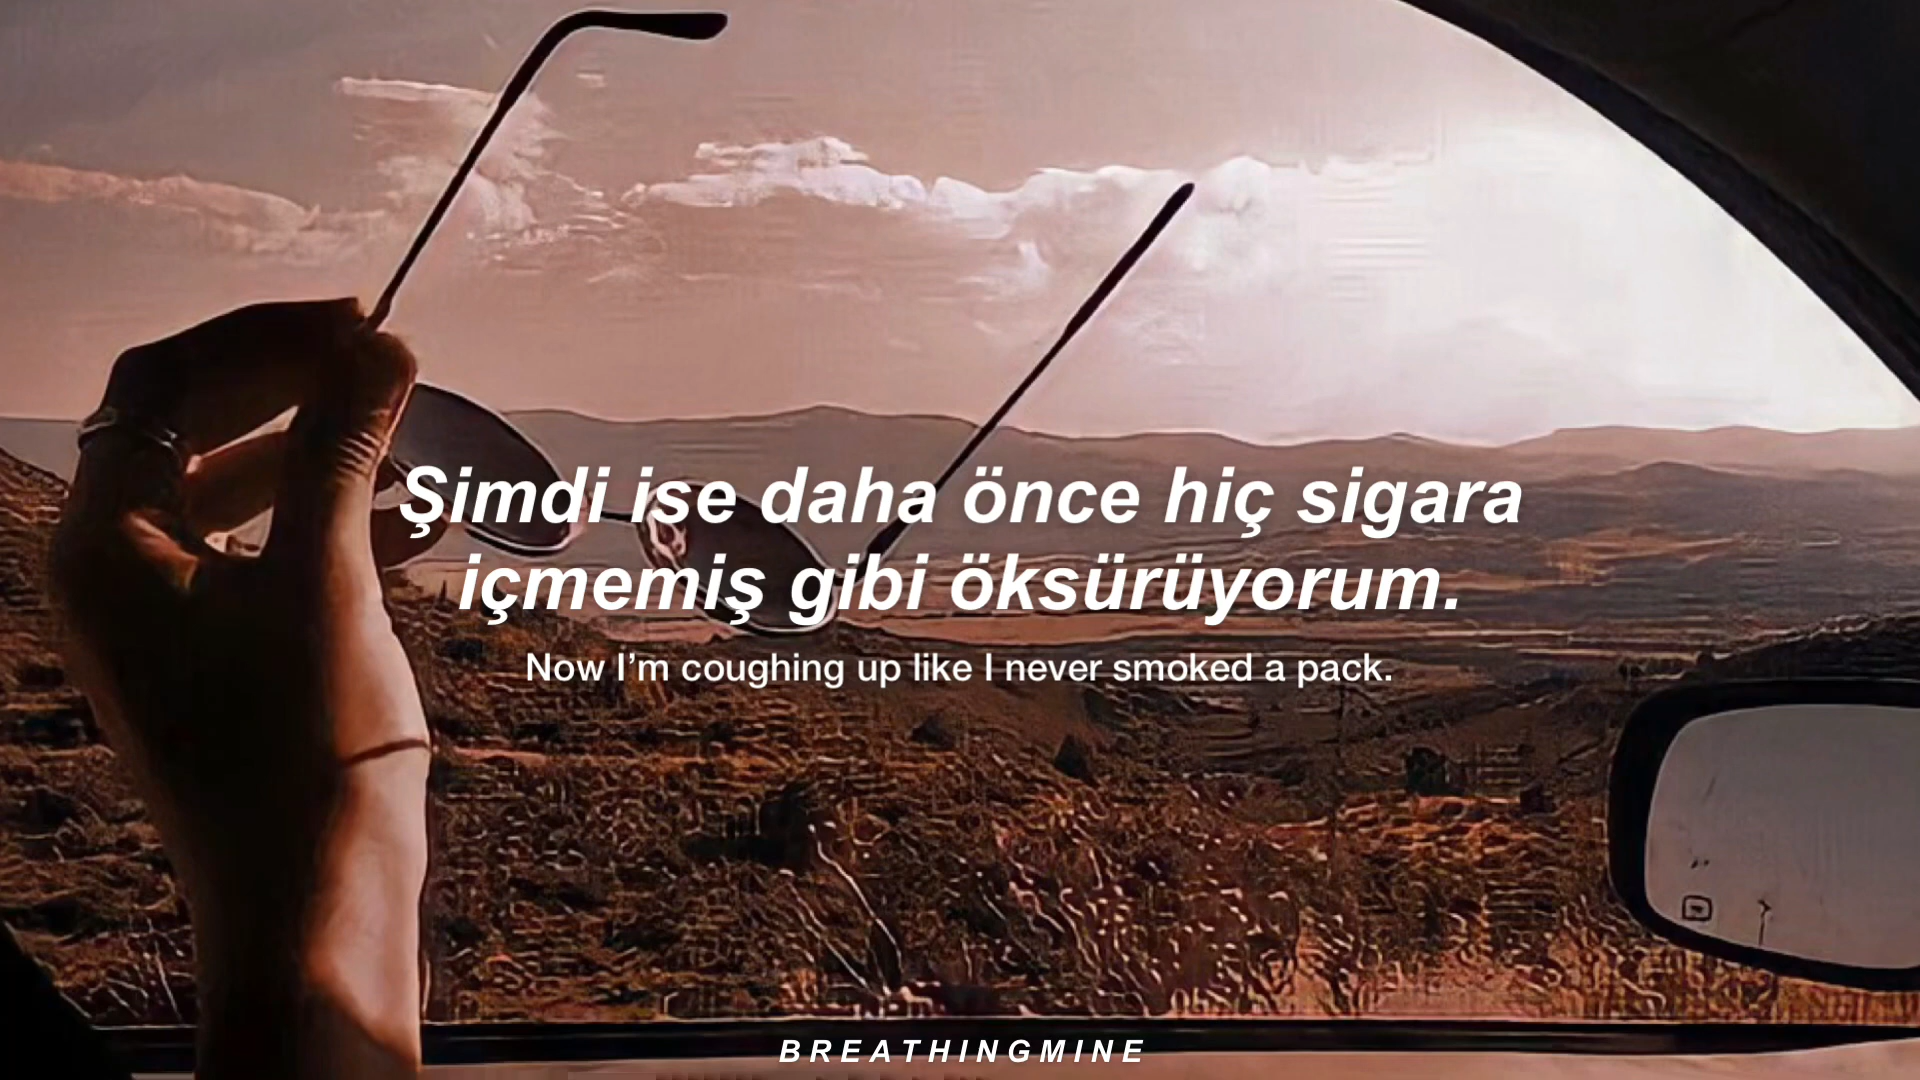 Şimdi ise daha önce hiç sigara
içmemiş gibi öksürüyorum.
Now I’m coughing up like I never smoked a pack.
BREATHINGMINE